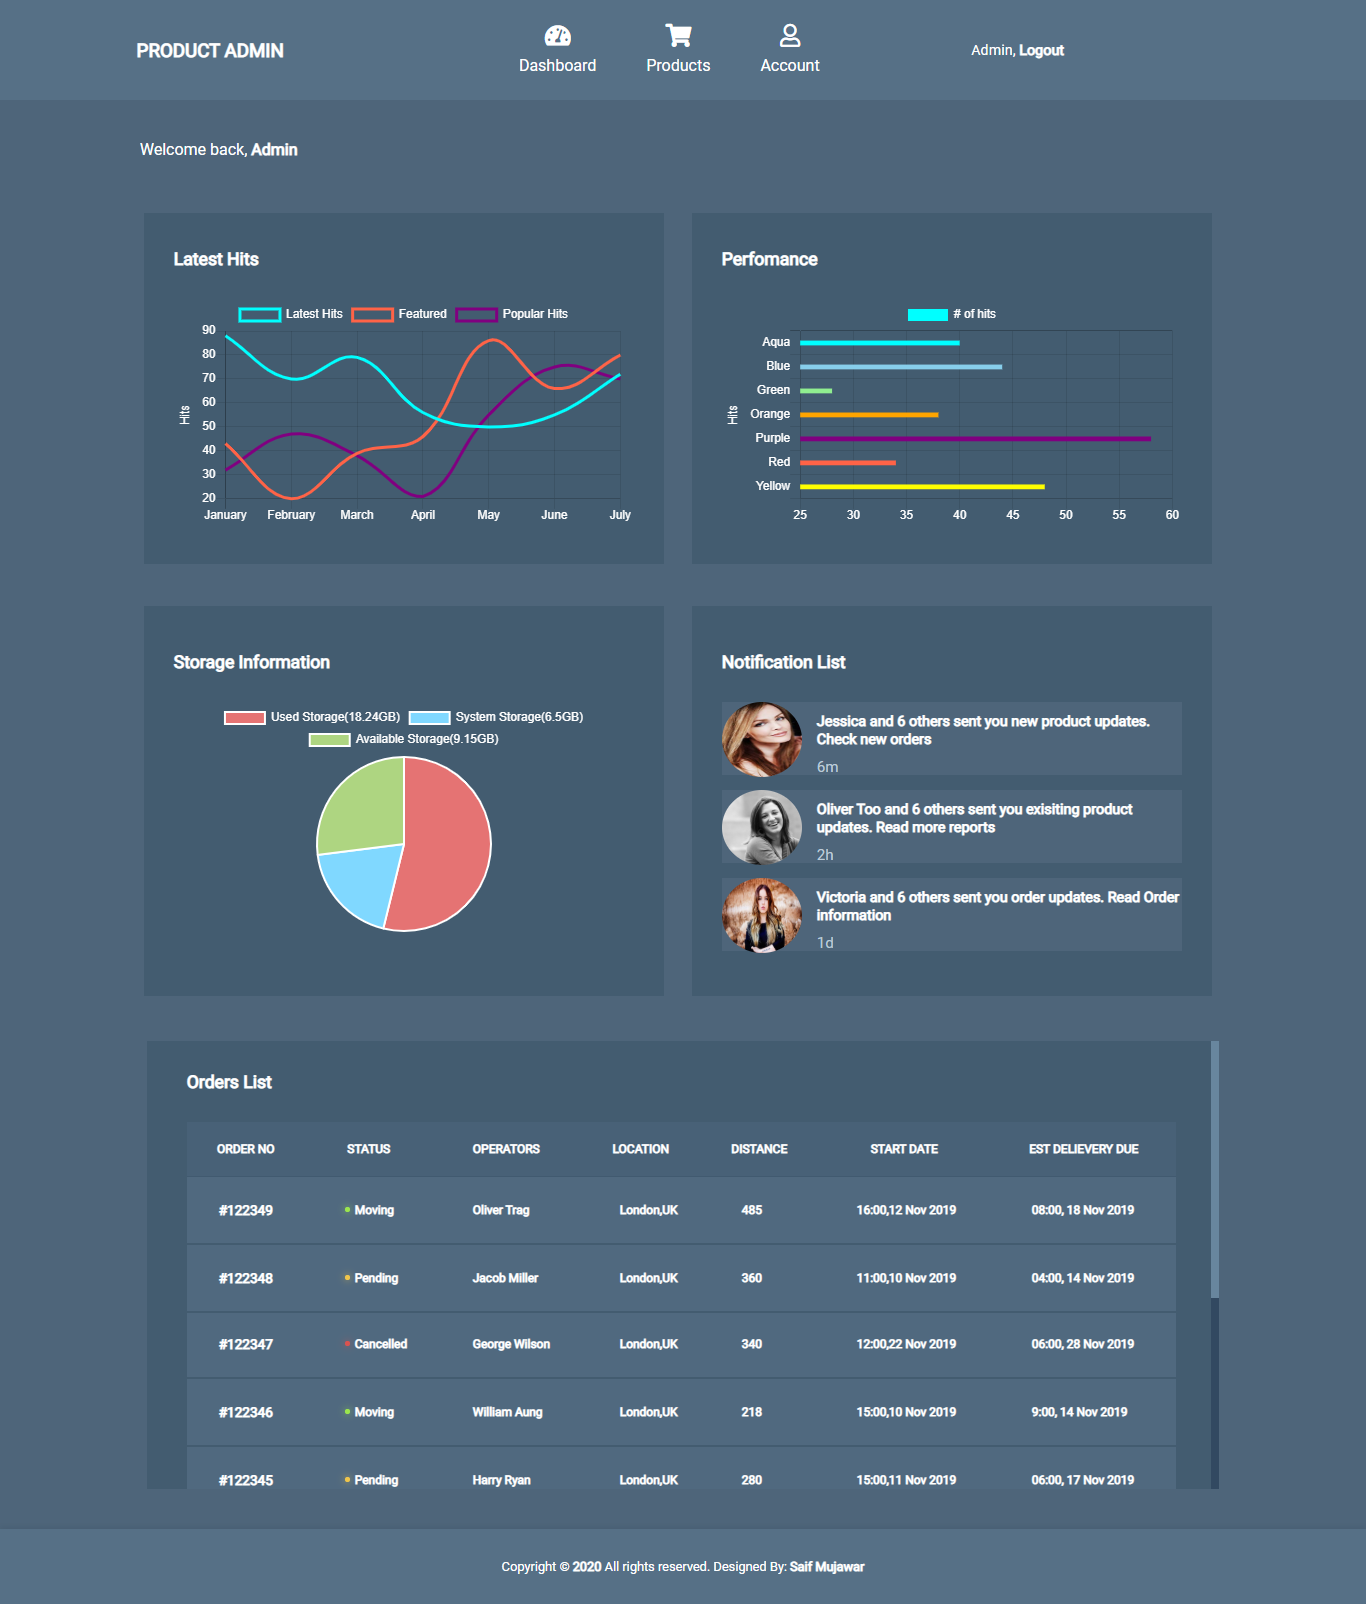 PRODUCT ADMIN
Dashboard
Products
Account
Admin, Logout
Welcome back, Admin
Latest Hits
Latest Hits Featured Popular Hits
Hits
90
80
70
60
50
40
30
20
January February March April May June July
Perfomance
# of hits
Hits
Aqua
Blue
Green
Orange
Purple
Red
Yellow
25 30 35 40 45 50 55 60
Storage Information
Used Storage(18.24GB) System Storage(6.5GB)
Available Storage(9.15GB)
Notification List
Jessica and 6 others sent you new product updates.
Check new orders
6m
Oliver Too and 6 others sent you exisiting product
updates. Read more reports
2h
Victoria and 6 others sent you order updates. Read Order
information
1d
Orders List
ORDER NO STATUS OPERATORS LOCATION DISTANCE START DATE EST DELIEVERY DUE
#122349 Moving Oliver Trag London,UK 485 16:00,12 Nov 2019 08:00, 18 Nov 2019
#122348 Pending Jacob Miller London,UK 360 11:00,10 Nov 2019 04:00, 14 Nov 2019
#122347 Cancelled George Wilson London,UK 340 12:00,22 Nov 2019 06:00, 28 Nov 2019
#122346 Moving William Aung London,UK 218 15:00,10 Nov 2019 9:00, 14 Nov 2019
#122345 Pending Harry Ryan London,UK 280 15:00,11 Nov 2019 06:00, 17 Nov 2019
Copyright © 2020 All rights reserved. Designed By: Saif Mujawar